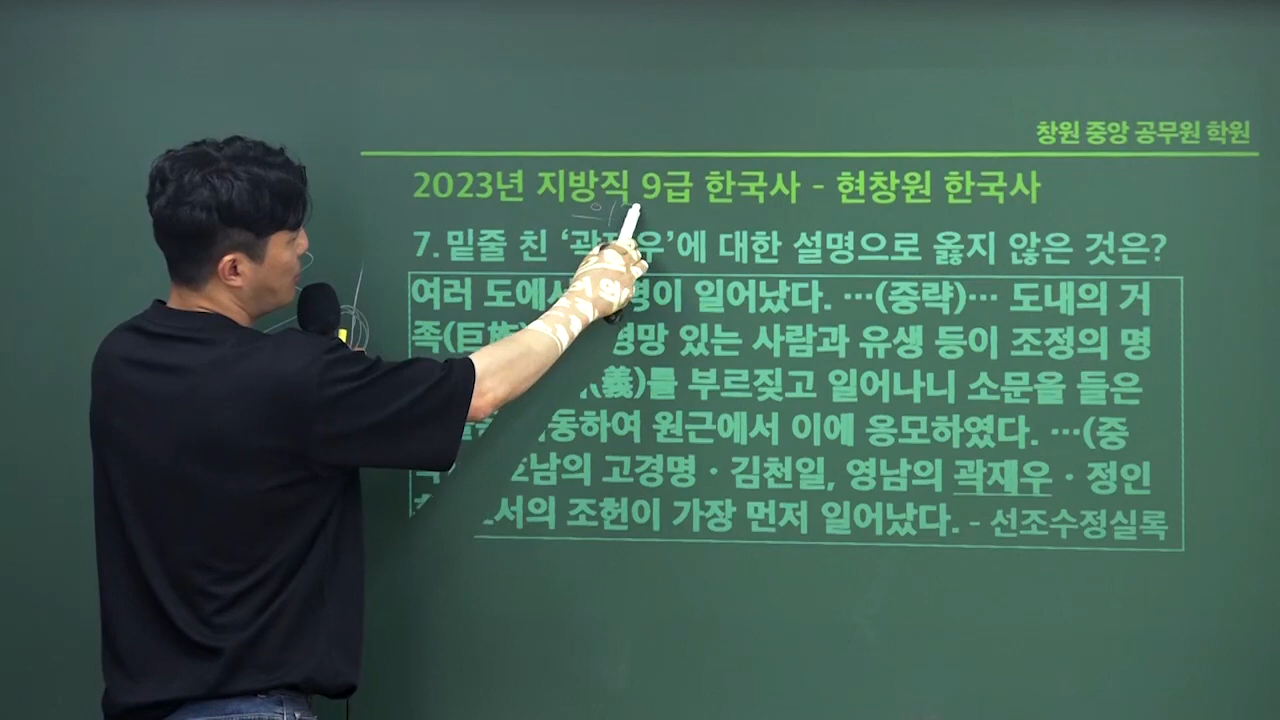 창원 중앙 공무원 학원
2023년 지방직 9급 한국사 - 현창원 한국사
7. 밑줄 친 ‘곽재우’에 대한 설명으로 옳지 않은 것은?
여러 도에서 의병이 일어났다. …(중략)… 도내의 거
족(巨族) 명망 있는 사람과 유생 등이 조정의 명
(義)를 부르짖고 일어나니 소문을 들은
격동하여 원근에서 이에 응모하였다. …(중
호남의 고경명 · 김천일, 영남의 곽재우 · 정인
호서의 조헌이 가장 먼저 일어났다. - 선조수정실록